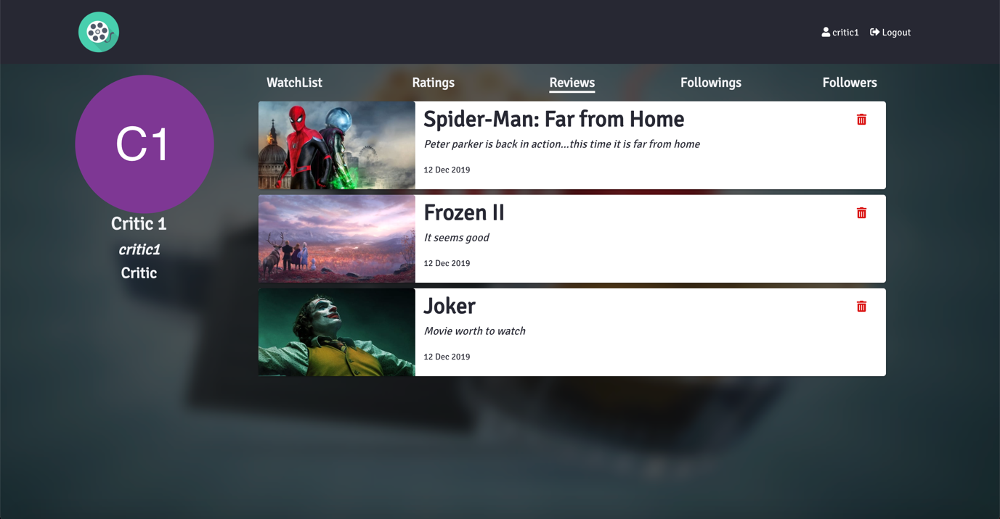 critic1 Logout
WatchList Ratings Reviews Followings Followers
C1
Critic 1
critic1
Critic
Spider-Man: Far from Home
Peter parker is back in action...this time it is far from home
12 Dec 2019
Frozen II
It seems good
12 Dec 2019
Joker
Movie worth to watch
12 Dec 2019